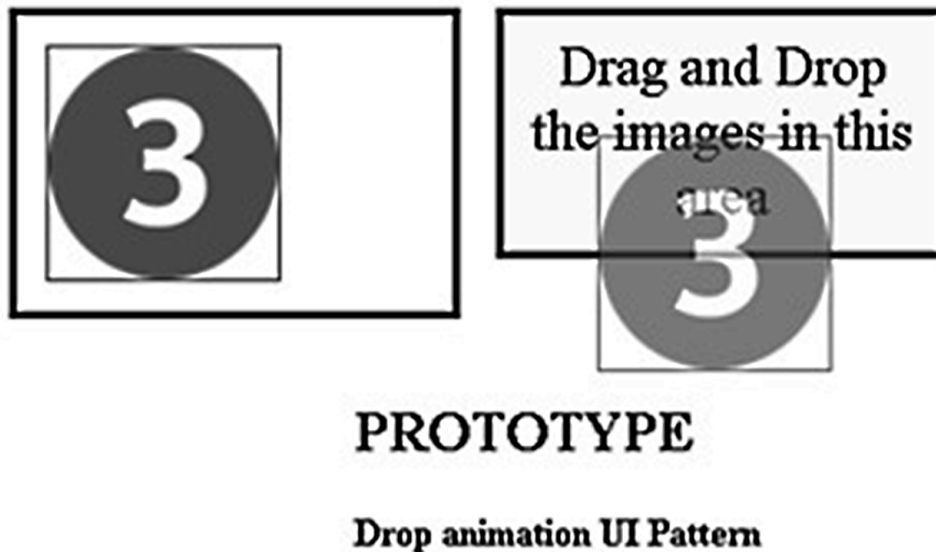 3
Drag and Drop
the images in this
area
3
PROTOTYPE
Drop animation UI Pattern